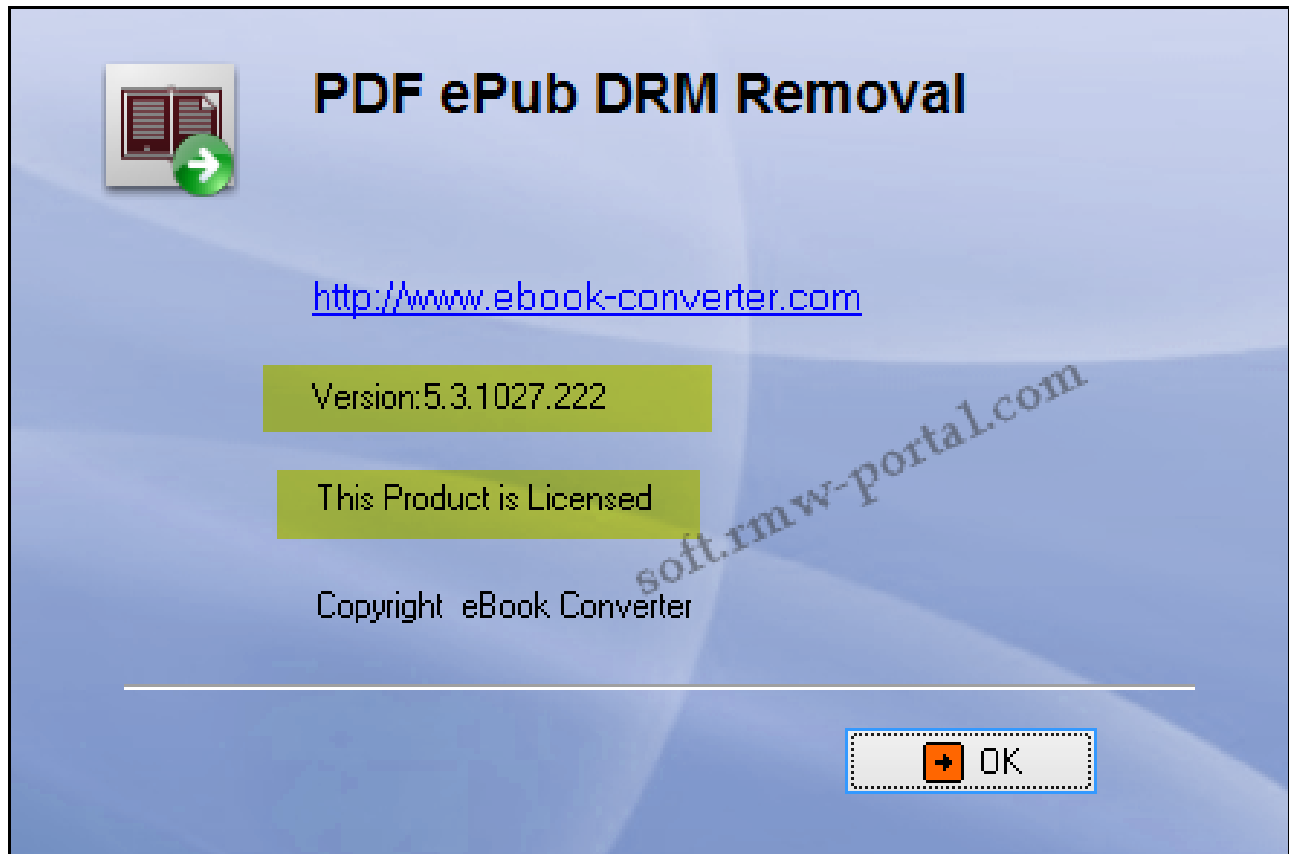 PDF ePub DRM Removal
http://www.ebook-converter.com
Version:5.3.1027.222
This Product is Licensed
soft.rmw-portal.com
Copyright eBook Converter
OK